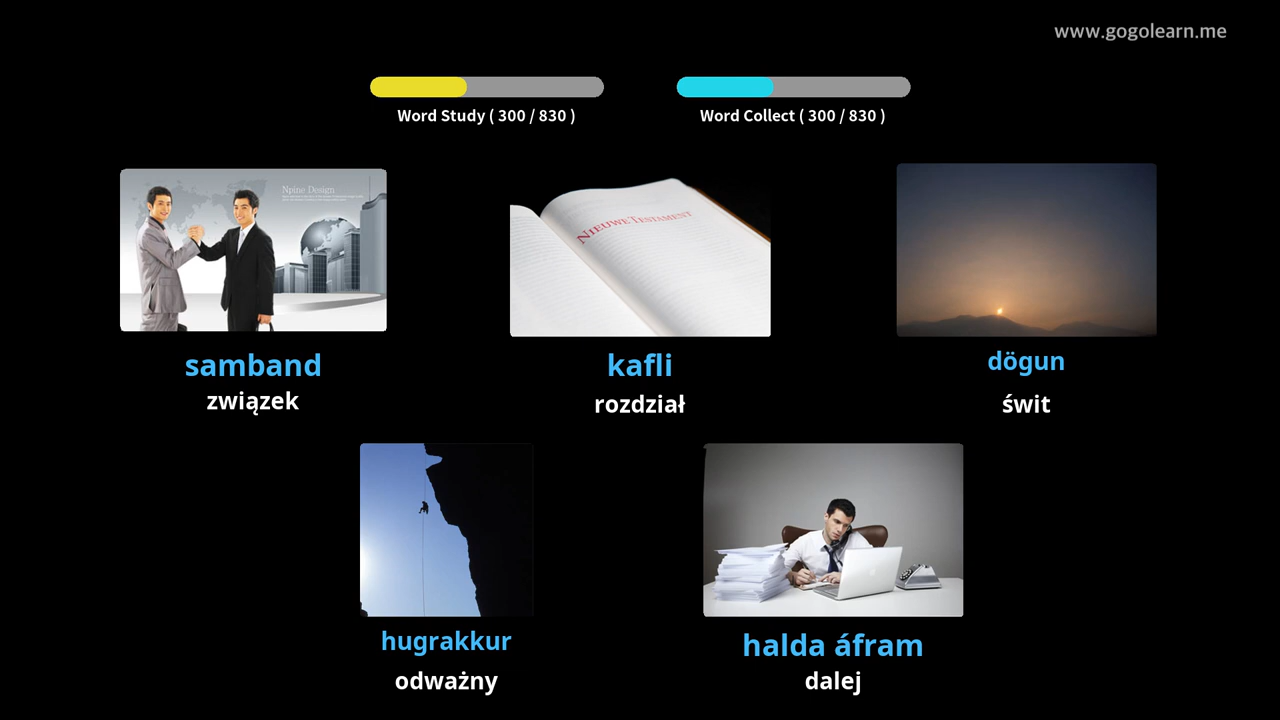 www.gogolearn.me
Word Study ( 300 / 830 )
Word Collect ( 300 / 830 )
Npine Design
NIEUWE TESTAMENT
samband
związek
kafli
rozdział
dögun
świt
hugrakkur
odważny
halda áfram
dalej